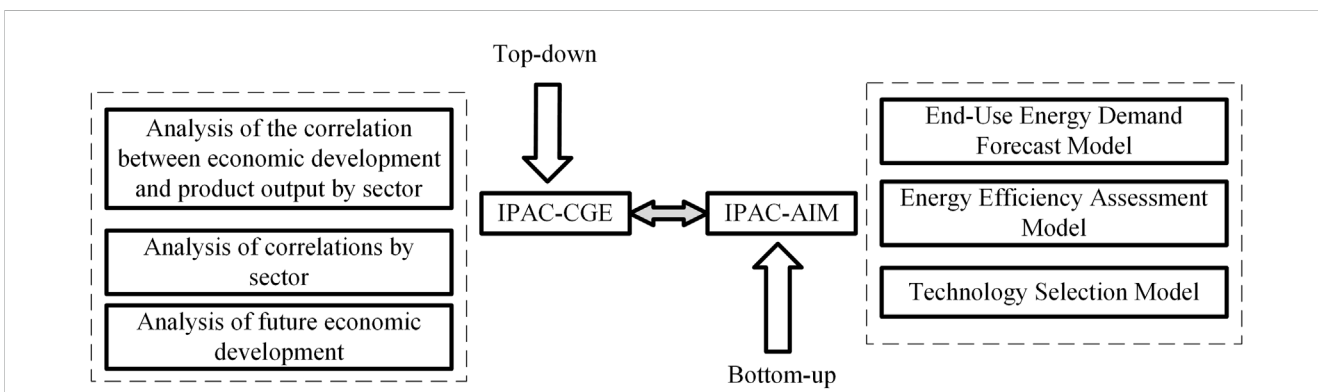 Top-down
Analysis of the correlation
between economic development
and product output by sector
Analysis of correlations by
sector
Analysis of future economic
development
IPAC-CGE
IPAC-AIM
End-Use Energy Demand
Forecast Model
Energy Efficiency Assessment
Model
Technology Selection Model
Bottom-up